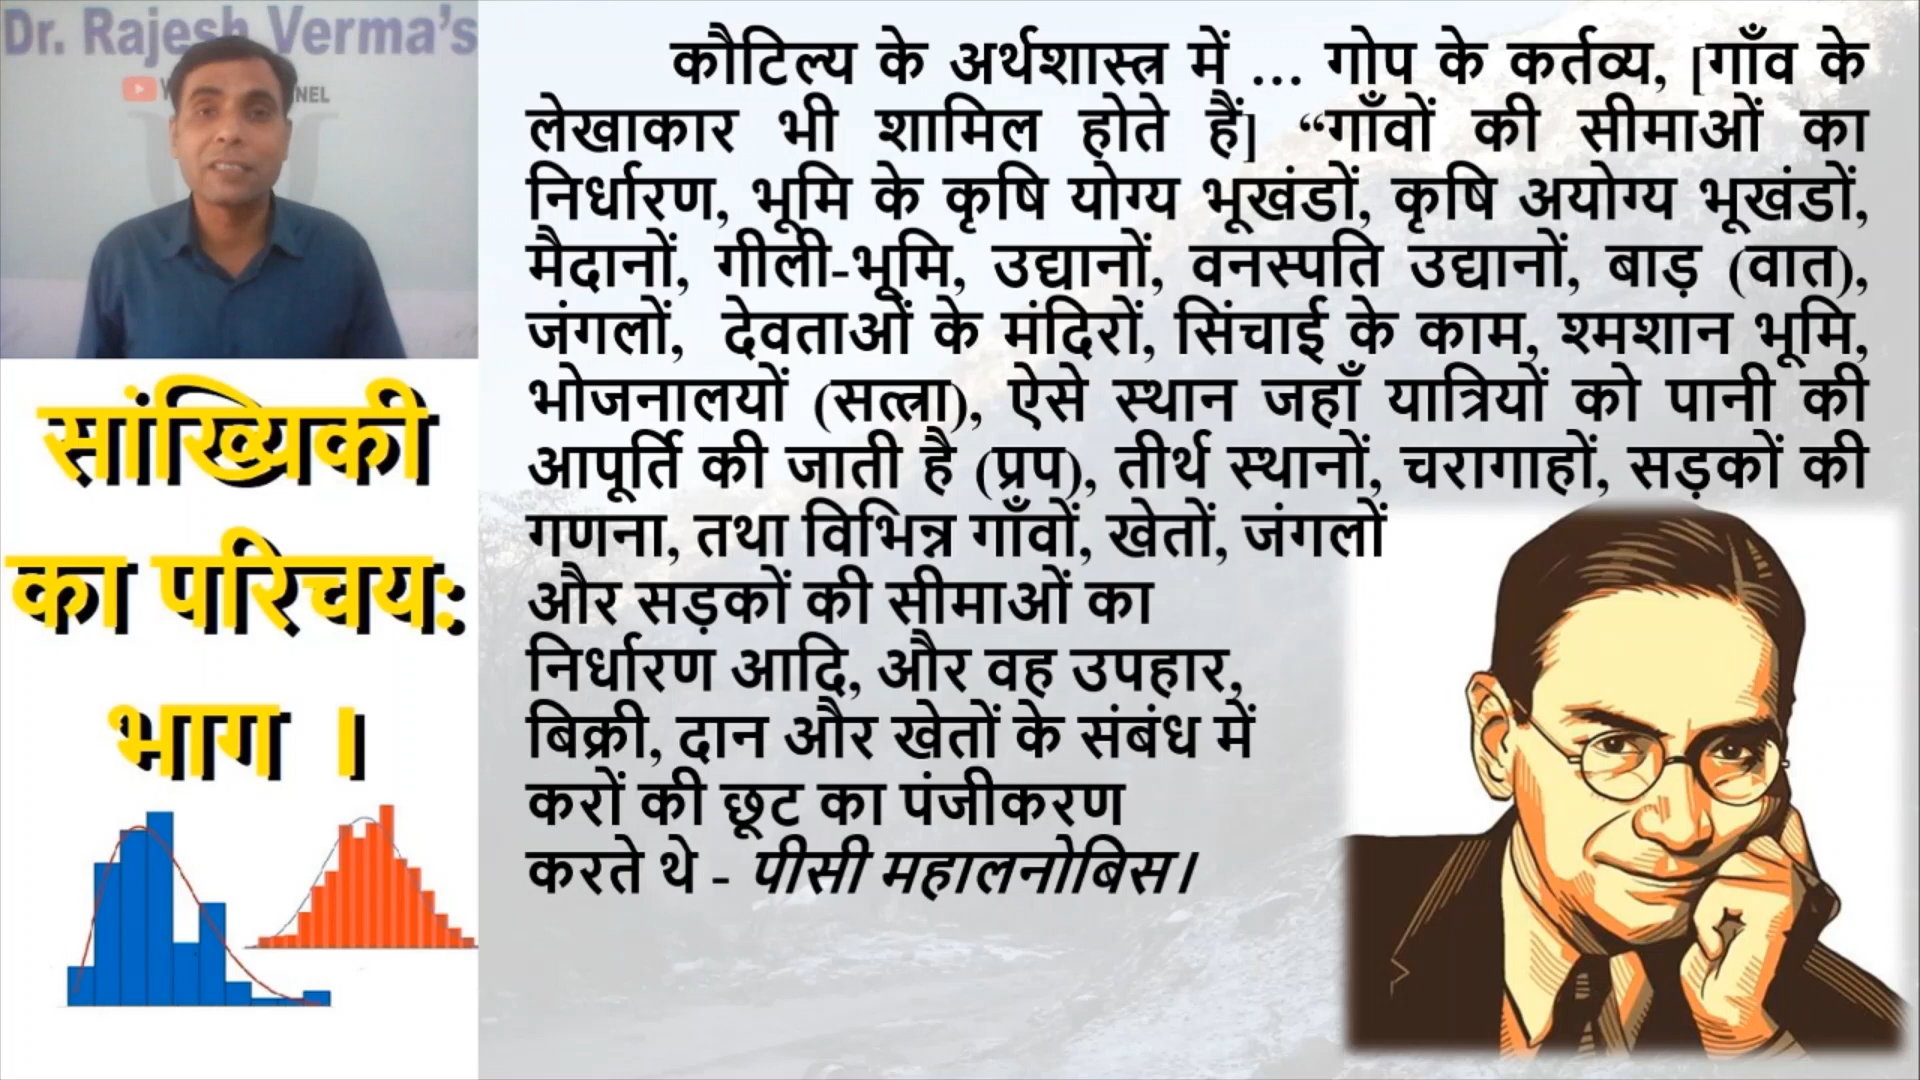 Dr. Rajesh Verma's
कौटिल्य के अर्थशास्त्र में ... गोप के कर्तव्य, [गाँव के
लेखाकार भी शामिल होते हैं] “गाँवों की सीमाओं का
निर्धारण, भूमि के कृषि योग्य भूखंडों, कृषि अयोग्य भूखंडों,
मैदानों, गीली-भूमि, उद्यानों, वनस्पति उद्यानों, बाड़ (वात),
जंगलों, देवताओं के मंदिरों, सिंचाई के काम, श्मशान भूमि,
भोजनालयों (सत्त्रा), ऐसे स्थान जहाँ यात्रियों को पानी की
आपूर्ति की जाती है (प्रप), तीर्थ स्थानों, चरागाहों, सड़कों की
गणना, तथा विभिन्न गाँवों, खेतों, जंगलों
और सड़कों की सीमाओं का
निर्धारण आदि, और वह उपहार,
बिक्री, दान और खेतों के संबंध में
करों की छूट का पंजीकरण
करते थे - पीसी महालनोबिस।
सांख्यिकी
का परिचय:
भाग ।